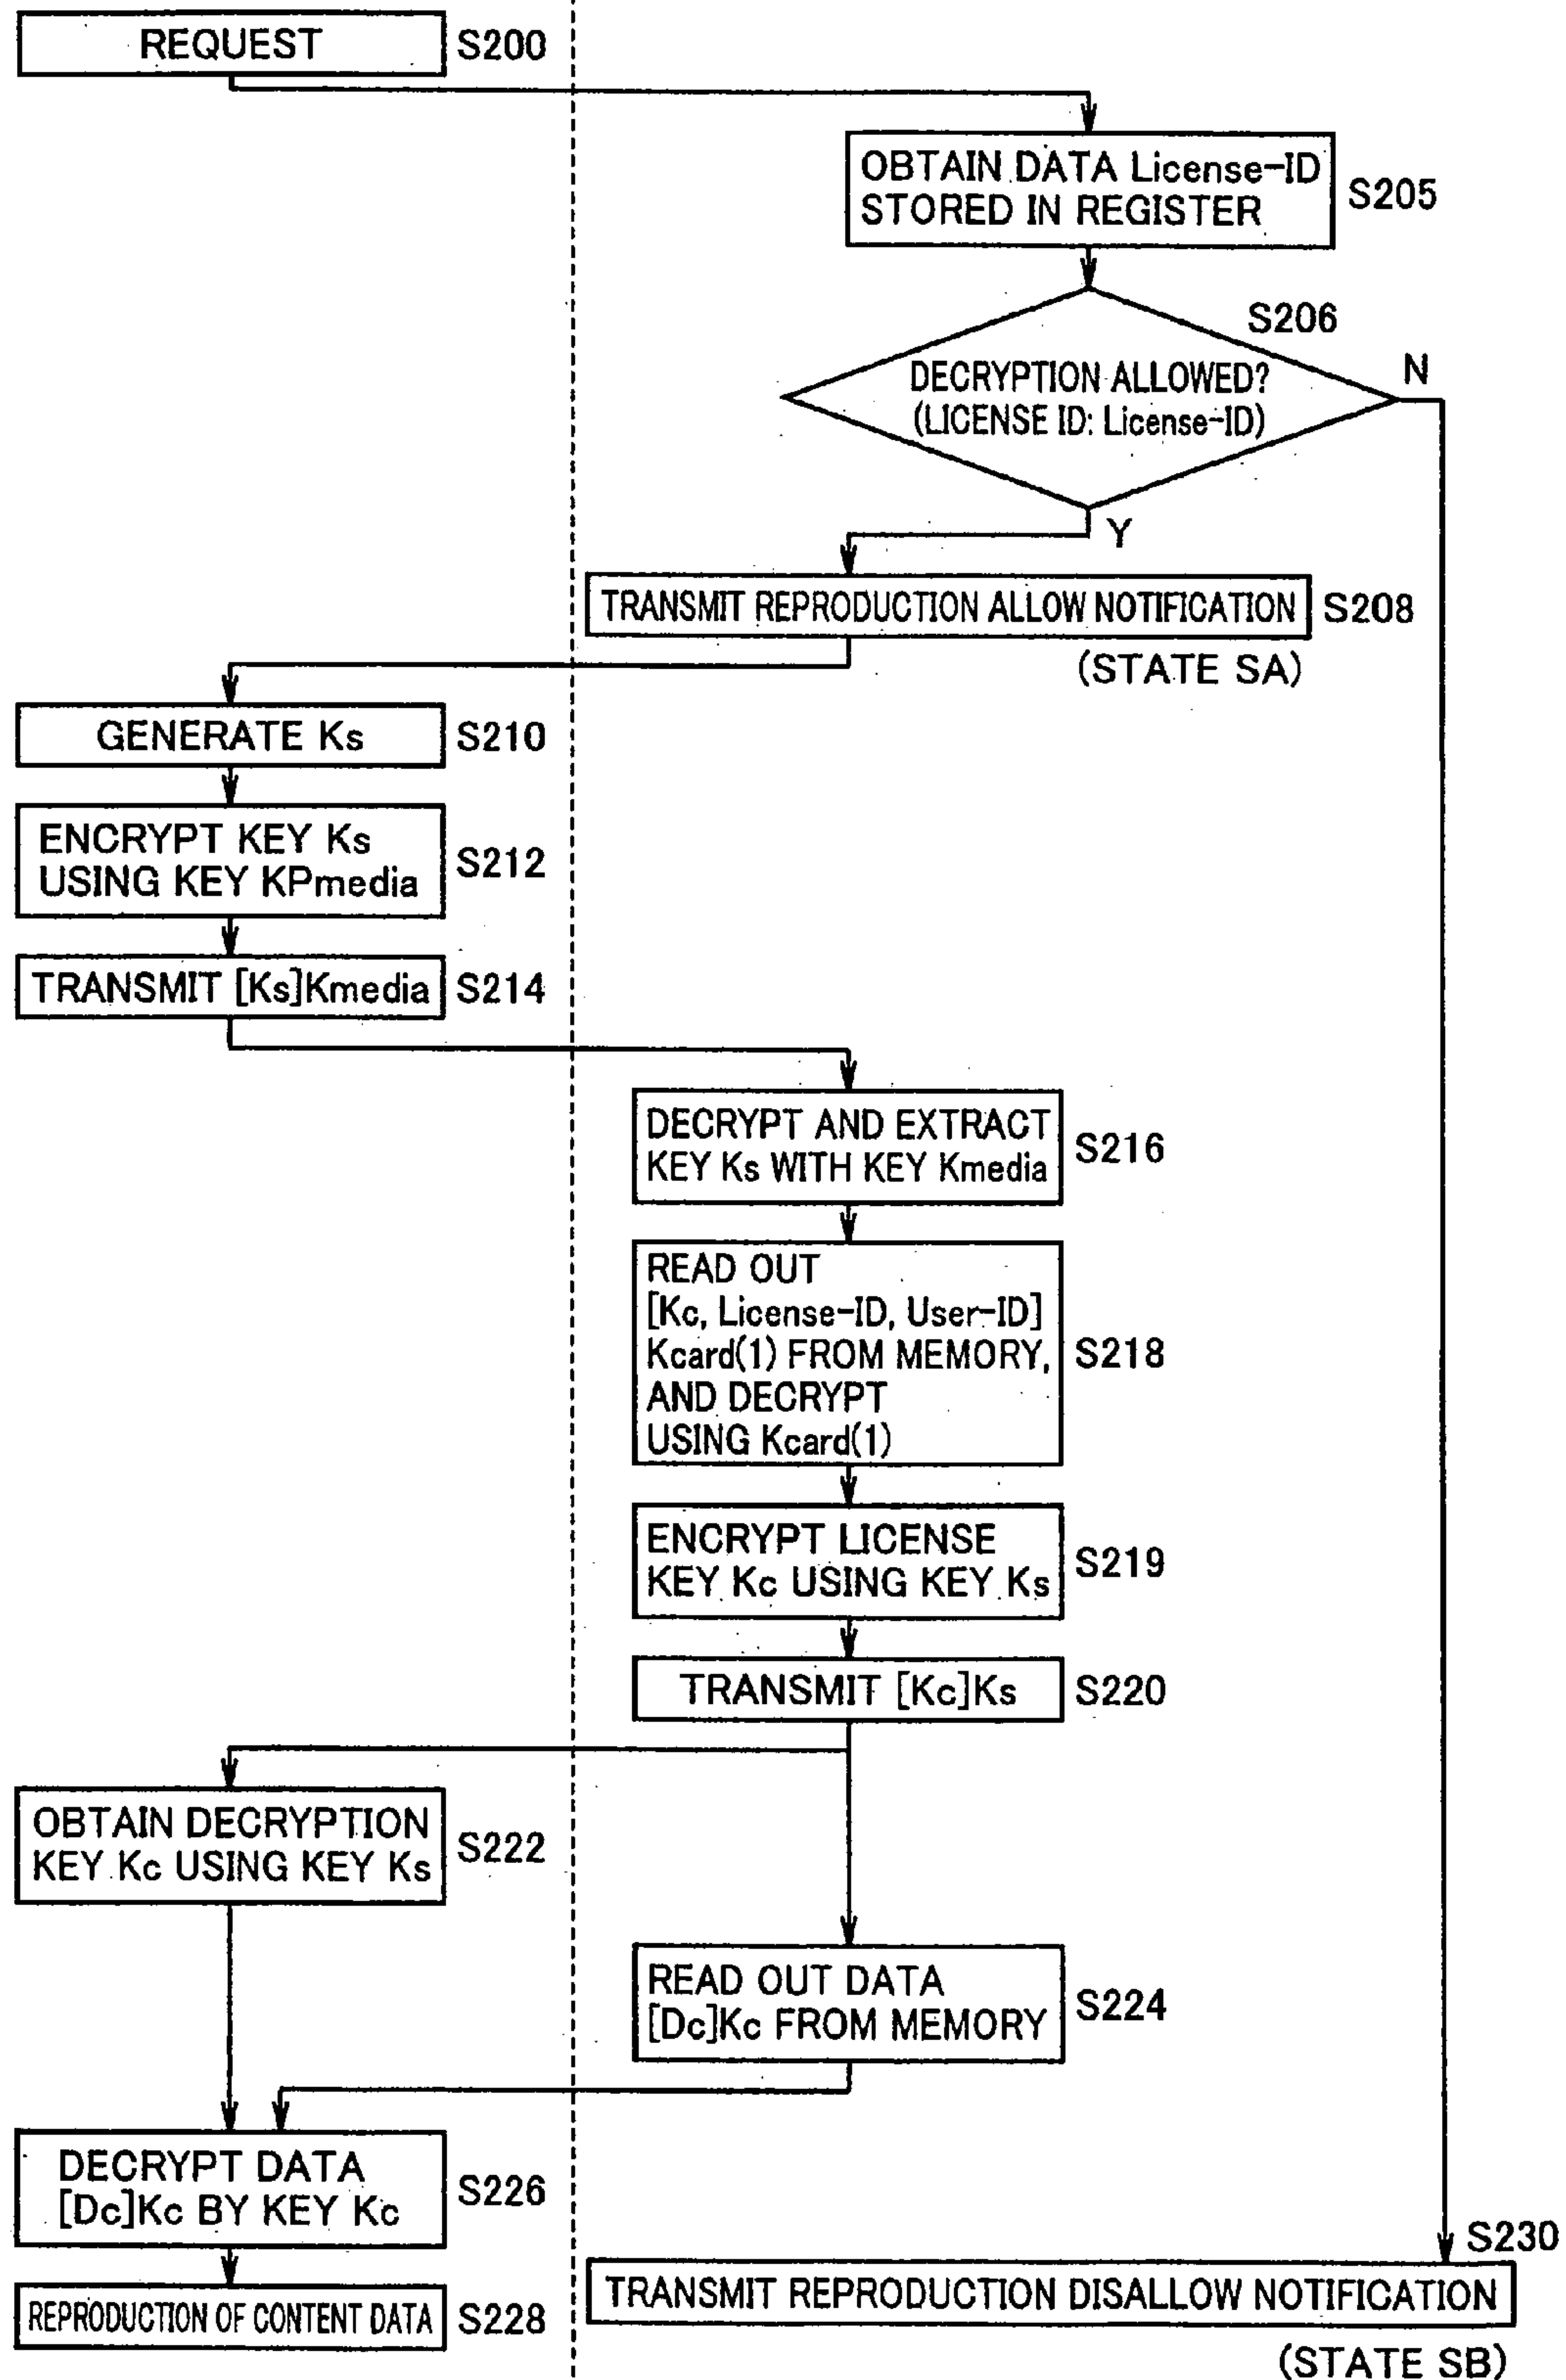 REQUEST
S200
OBTAIN DATA License-ID
STORED IN REGISTER
S205
S206
DECRYPTION ALLOWED?
(LICENSE ID: License-ID)
N
Y
TRANSMIT REPRODUCTION ALLOW NOTIFICATION
S208
(STATE SA)
GENERATE Ks
S210
ENCRYPT KEY Ks
USING KEY KPmedia
S212
TRANSMIT [Ks]Kmedia
S214
DECRYPT AND EXTRACT
KEY Ks WITH KEY Kmedia
S216
READ OUT
[Kc, License-ID, User-ID]
Kcard(1) FROM MEMORY,
AND DECRYPT
USING Kcard(1)
S218
ENCRYPT LICENSE
KEY Kc USING KEY Ks
S219
TRANSMIT [Kc]Ks
S220
OBTAIN DECRYPTION
KEY Kc USING KEY Ks
S222
READ OUT DATA
[Dc]Kc FROM MEMORY
S224
DECRYPT DATA
[Dc]Kc BY KEY Kc
S226
S230
TRANSMIT REPRODUCTION DISALLOW NOTIFICATION
REPRODUCTION OF CONTENT DATA
S228
(STATE SB)